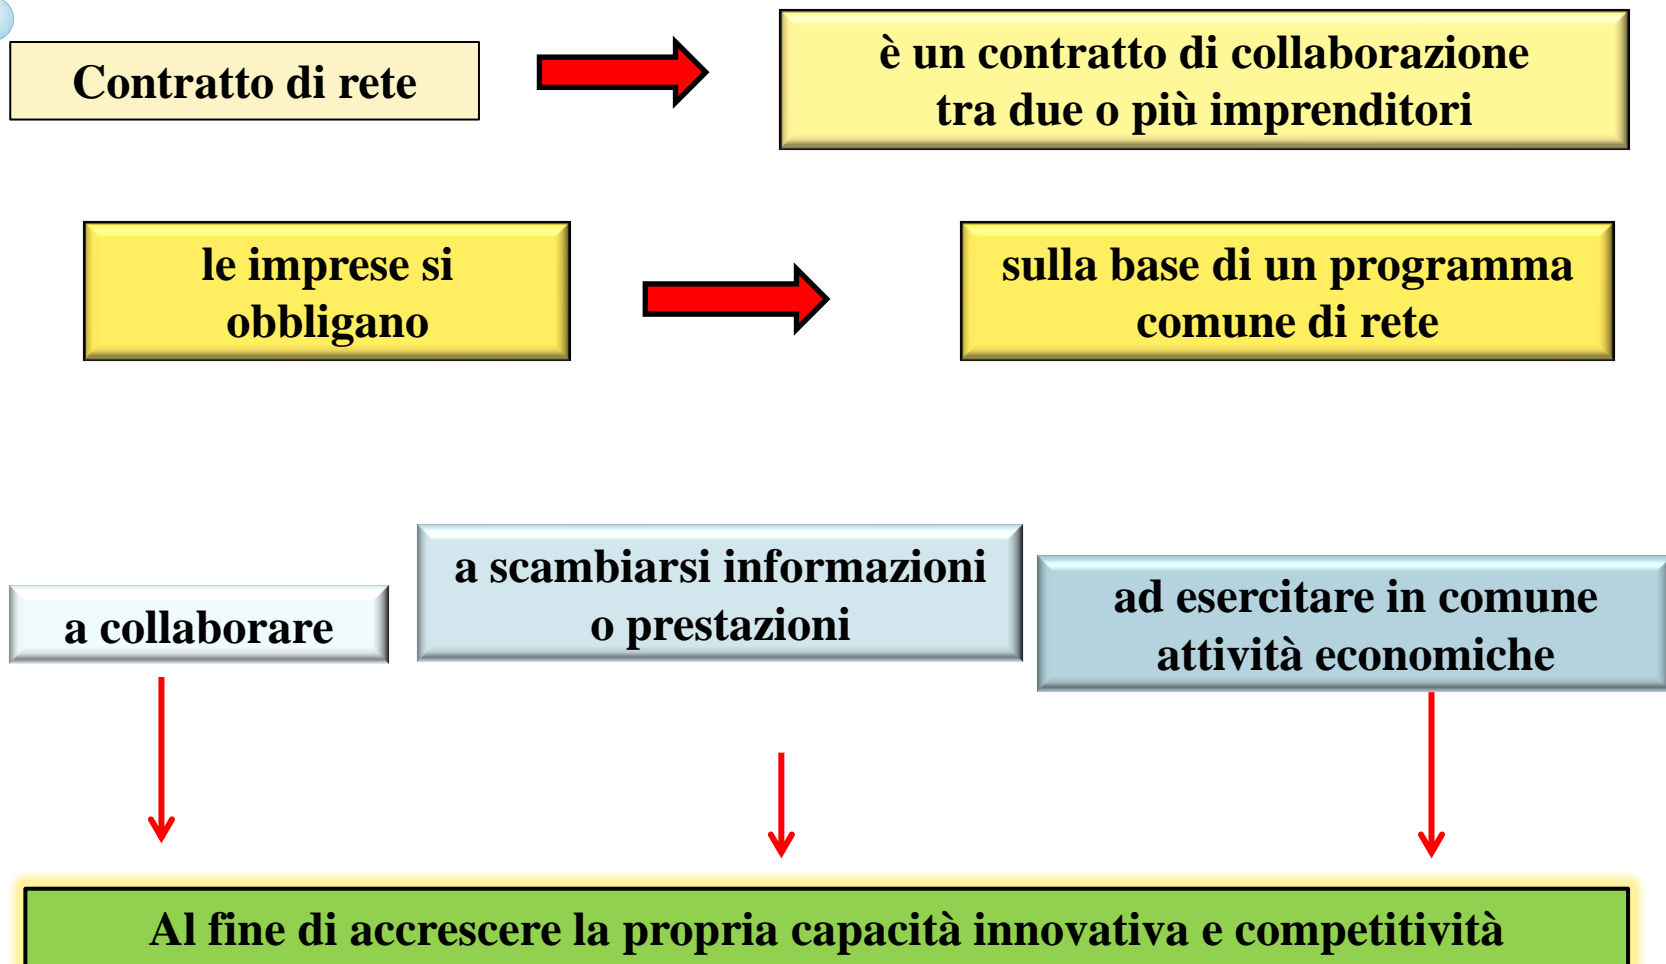 Contratto di rete
è un contratto di collaborazione
tra due o più imprenditori
le imprese si
obbligano
sulla base di un programma
comune di rete
a collaborare
a scambiarsi informazioni
o prestazioni
ad esercitare in comune
attività economiche
Al fine di accrescere la propria capacità innovativa e competitività